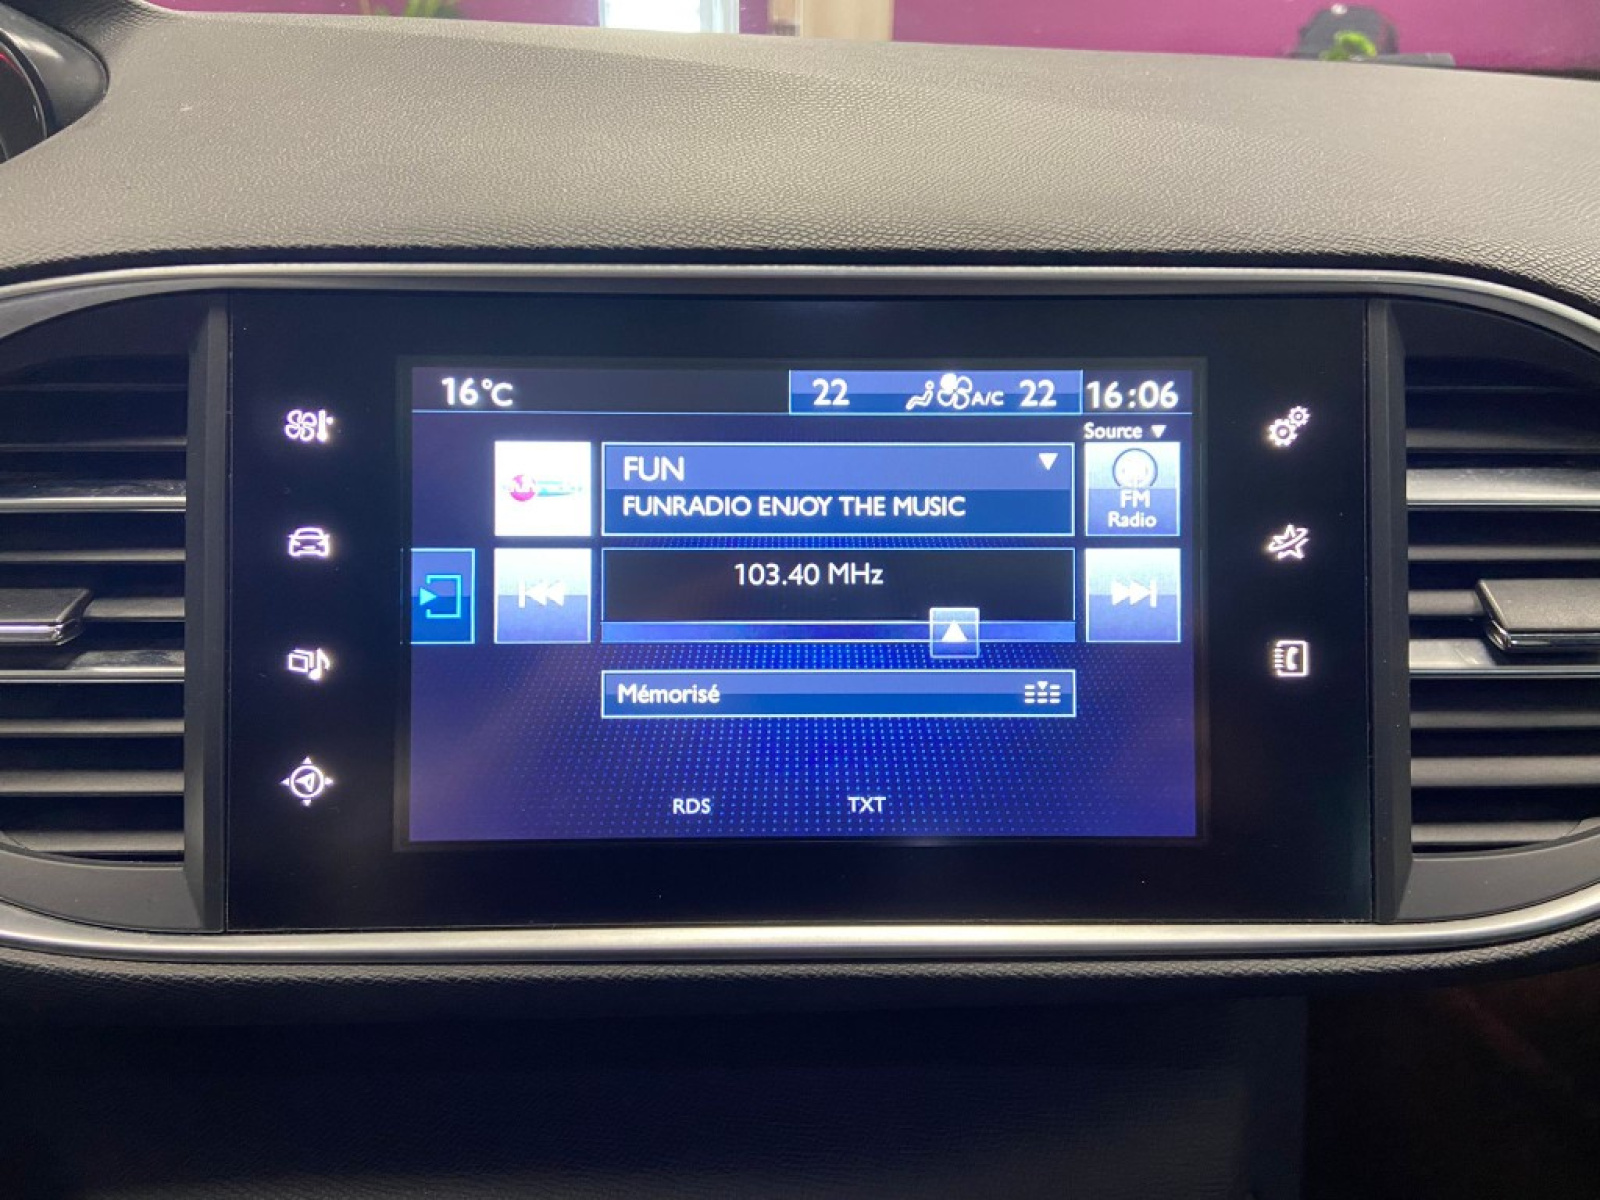 16°C 22 A/C 22 16:06
Source
FUN
FUNRADIO ENJOY THE MUSIC
FM
Radio
103.40 MHz
Mémorisé
RDS TXT